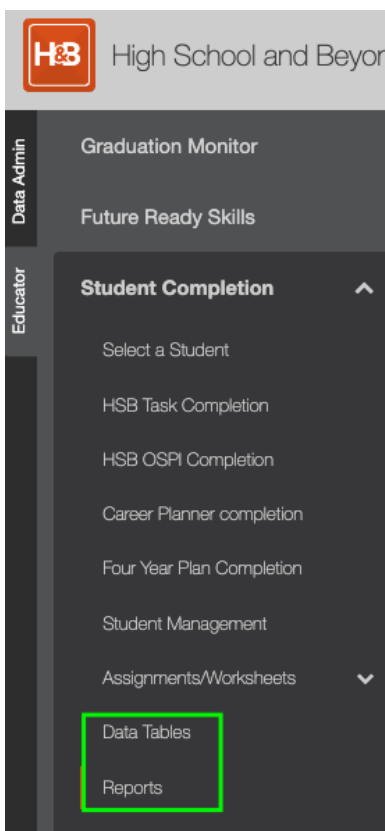 H&B High School and Beyor
Data Admin
Educator
Graduation Monitor
Future Ready Skills
Student Completion
Select a Student
HSB Task Completion
HSB OSPI Completion
Career Planner completion
Four Year Plan Completion
Student Management
Assignments/Worksheets
Data Tables
Reports